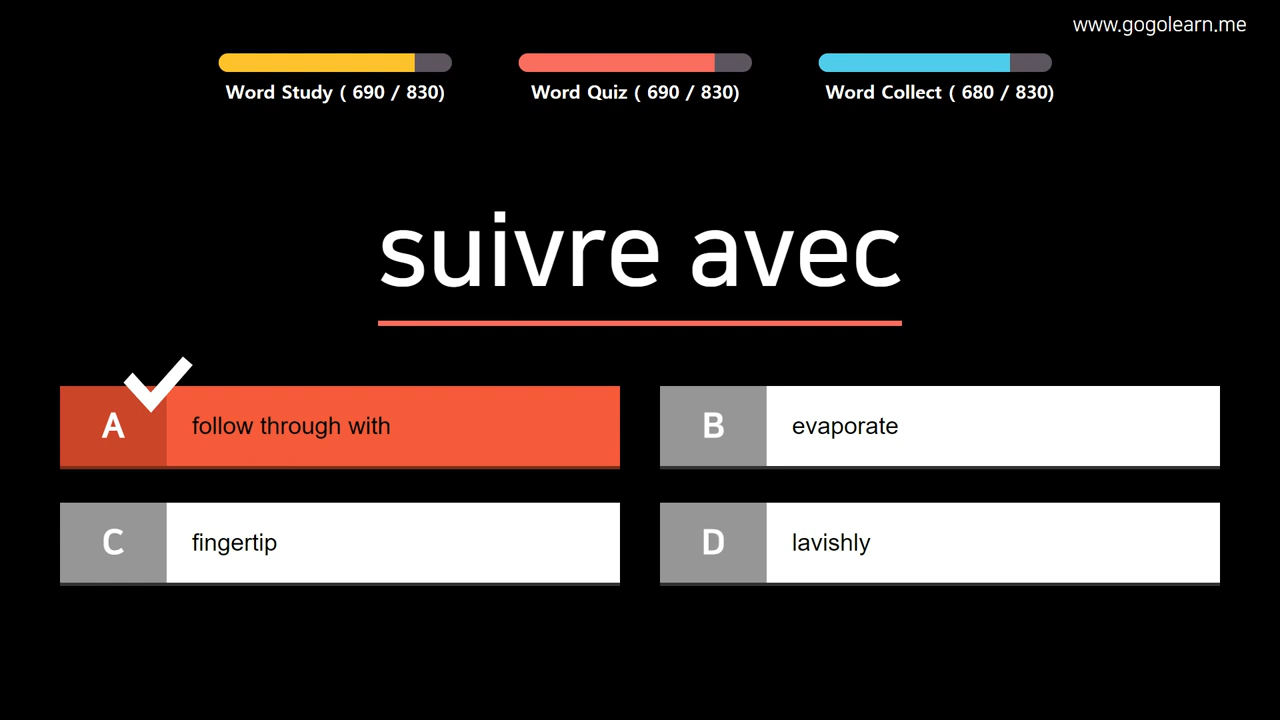 www.gogolearn.me
Word Study ( 690 / 830)
Word Quiz ( 690 / 830)
Word Collect ( 680 / 830)
suivre avec
A follow through with
B evaporate
C fingertip
D lavishly